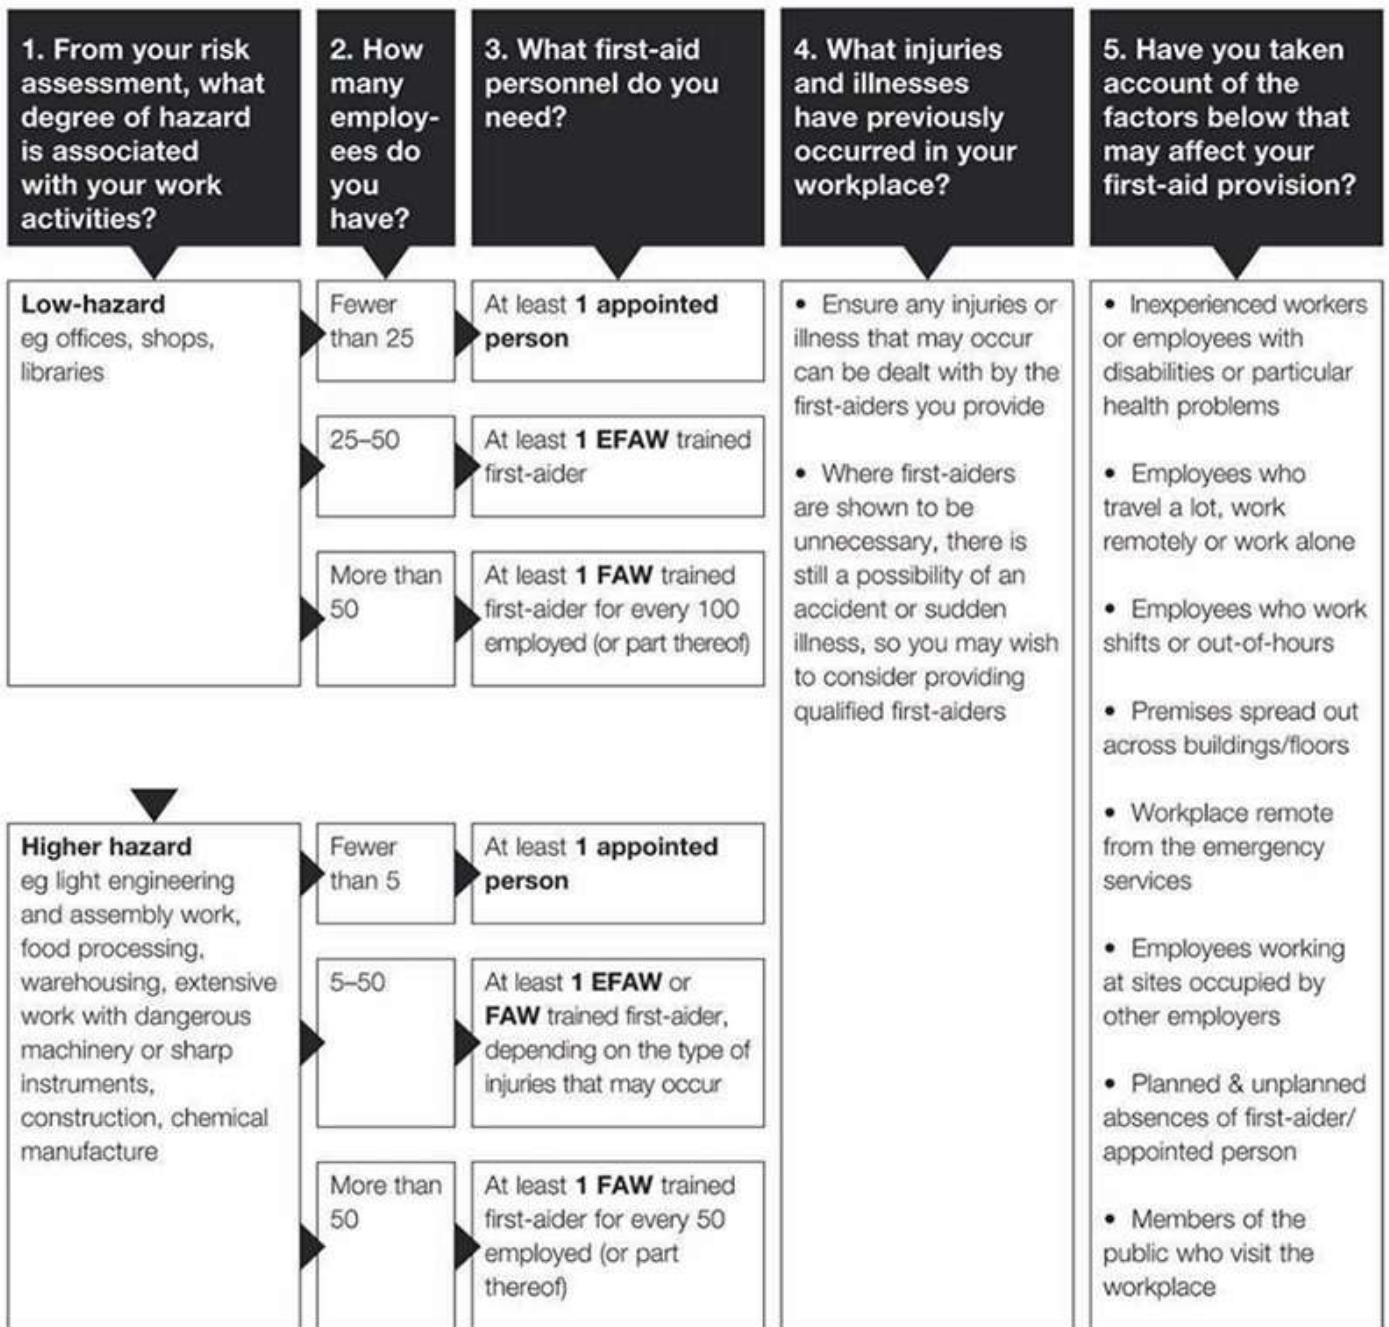 1. From your risk
assessment, what
degree of hazard
is associated
with your work
activities?
2. How
many
employ-
ees do
you
have?
3. What first-aid
personnel do you
need?
4. What injuries
and illnesses
have previously
occurred in your
workplace?
5. Have you taken
account of the
factors below that
may affect your
first-aid provision?
Low-hazard
eg offices, shops,
libraries
Fewer
than 25
At least 1 appointed
person
25–50
At least 1 EFAW trained
first-aider
More than
50
At least 1 FAW trained
first-aider for every 100
employed (or part thereof)
Higher hazard
eg light engineering
and assembly work,
food processing,
warehousing, extensive
work with dangerous
machinery or sharp
instruments,
construction, chemical
manufacture
Fewer
than 5
At least 1 appointed
person
5–50
At least 1 EFAW or
FAW trained first-aider,
depending on the type of
injuries that may occur
More than
50
At least 1 FAW trained
first-aider for every 50
employed (or part
thereof)
• Ensure any injuries or
illness that may occur
can be dealt with by the
first-aiders you provide
• Where first-aiders
are shown to be
unnecessary, there is
still a possibility of an
accident or sudden
illness, so you may wish
to consider providing
qualified first-aiders
• Inexperienced workers
or employees with
disabilities or particular
health problems
• Employees who
travel a lot, work
remotely or work alone
• Employees who work
shifts or out-of-hours
• Premises spread out
across buildings/floors
• Workplace remote
from the emergency
services
• Employees working
at sites occupied by
other employers
• Planned & unplanned
absences of first-aider/
appointed person
• Members of the
public who visit the
workplace